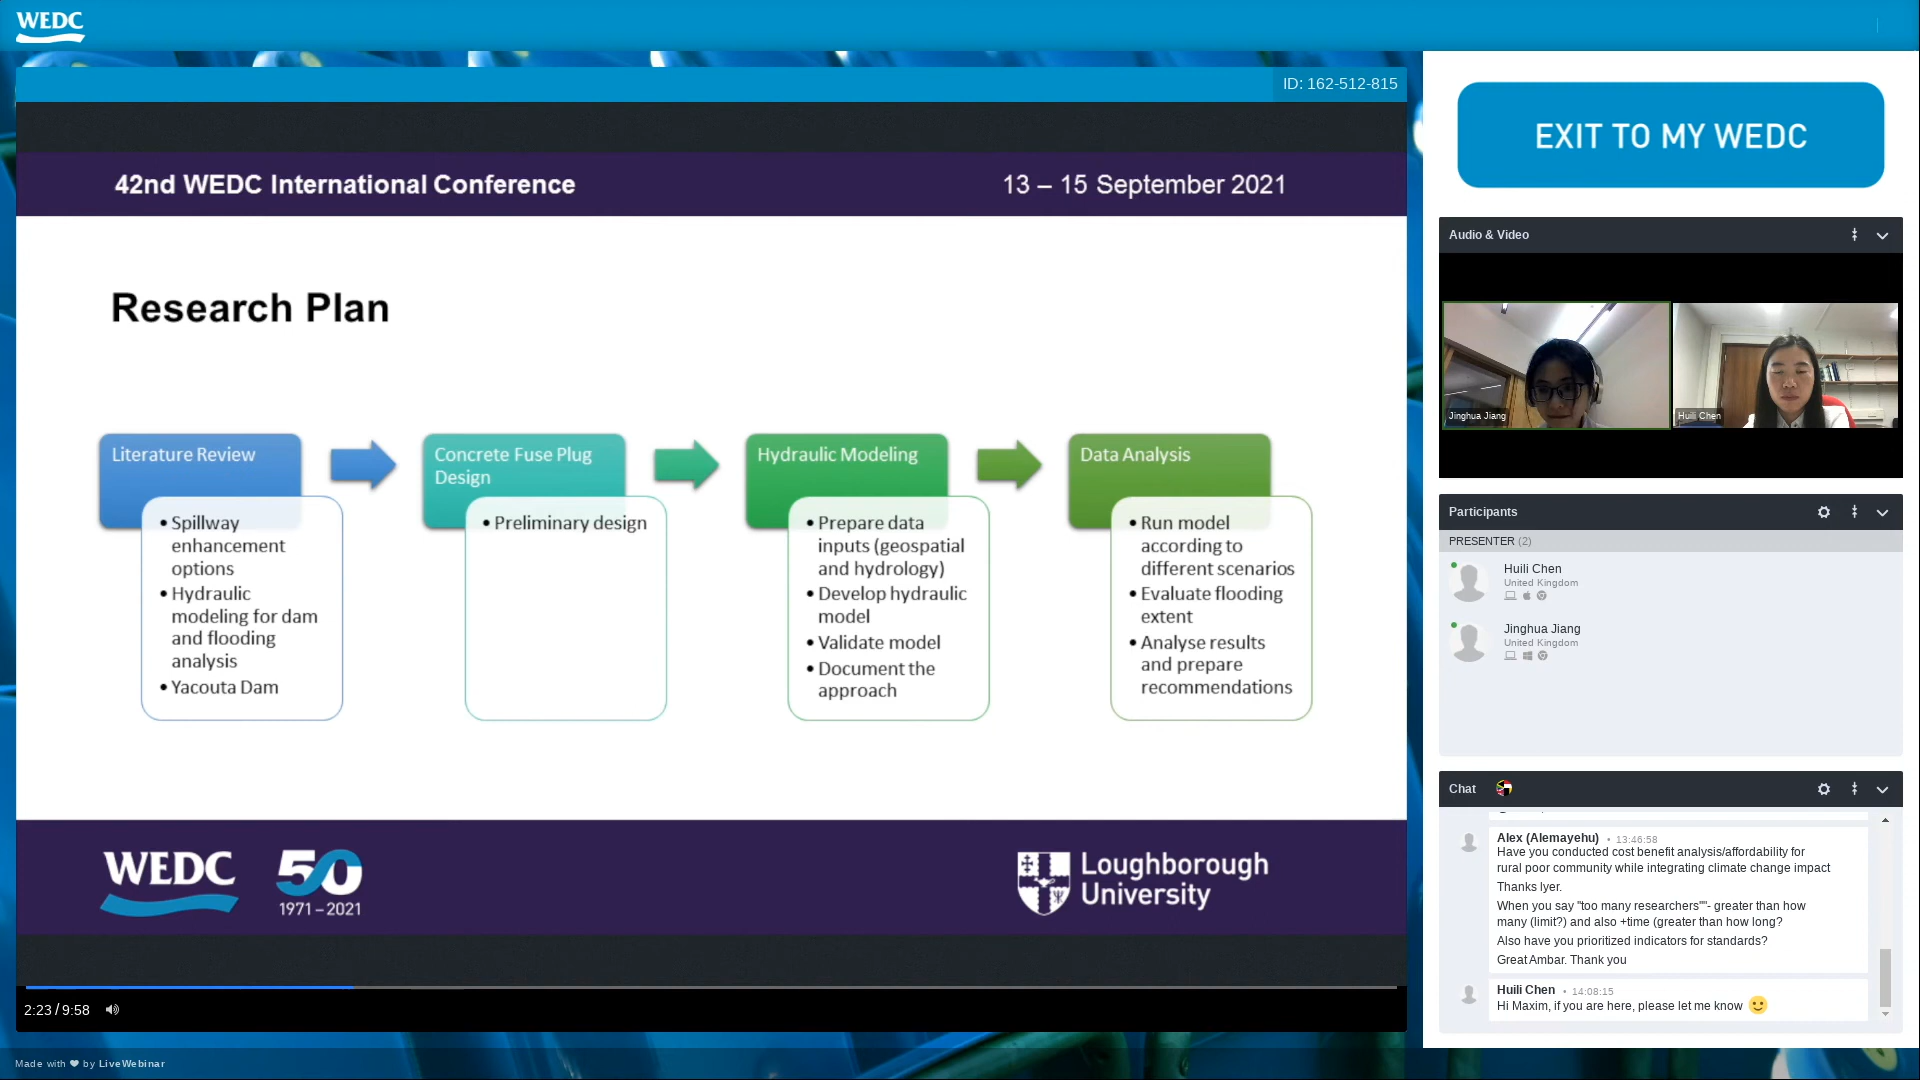 WEDC
ID: 162-512-815
42nd WEDC International Conference
13 – 15 September 2021
Research Plan
Literature Review
• Spillway
enhancement
options
• Hydraulic
modeling for dam
and flooding
analysis
• Yacouta Dam
Concrete Fuse Plug
Design
• Preliminary design
Hydraulic Modeling
• Prepare data
inputs (geospatial
and hydrology)
• Develop hydraulic
model
• Validate model
• Document the
approach
Data Analysis
• Run model
according to
different scenarios
• Evaluate flooding
extent
• Analyse results
and prepare
recommendations
WEDC
50
1971 – 2021
Loughborough
University
2:23 / 9:58
Made with ❤ by LiveWebinar
EXIT TO MY WEDC
Audio & Video
Jinghua Jiang
Huili Chen
Participants
PRESENTER (2)
Huili Chen
United Kingdom
Jinghua Jiang
United Kingdom
Chat
Alex (Alemayehu) • 13:46:58
Have you conducted cost benefit analysis/affordability for
rural poor community while integrating climate change impact
Thanks Iyer.
When you say "too many researchers""- greater than how
many (limit?) and also +time (greater than how long?
Also have you prioritized indicators for standards?
Great Ambar. Thank you
Huili Chen • 14:08:15
Hi Maxim, if you are here, please let me know 🙂